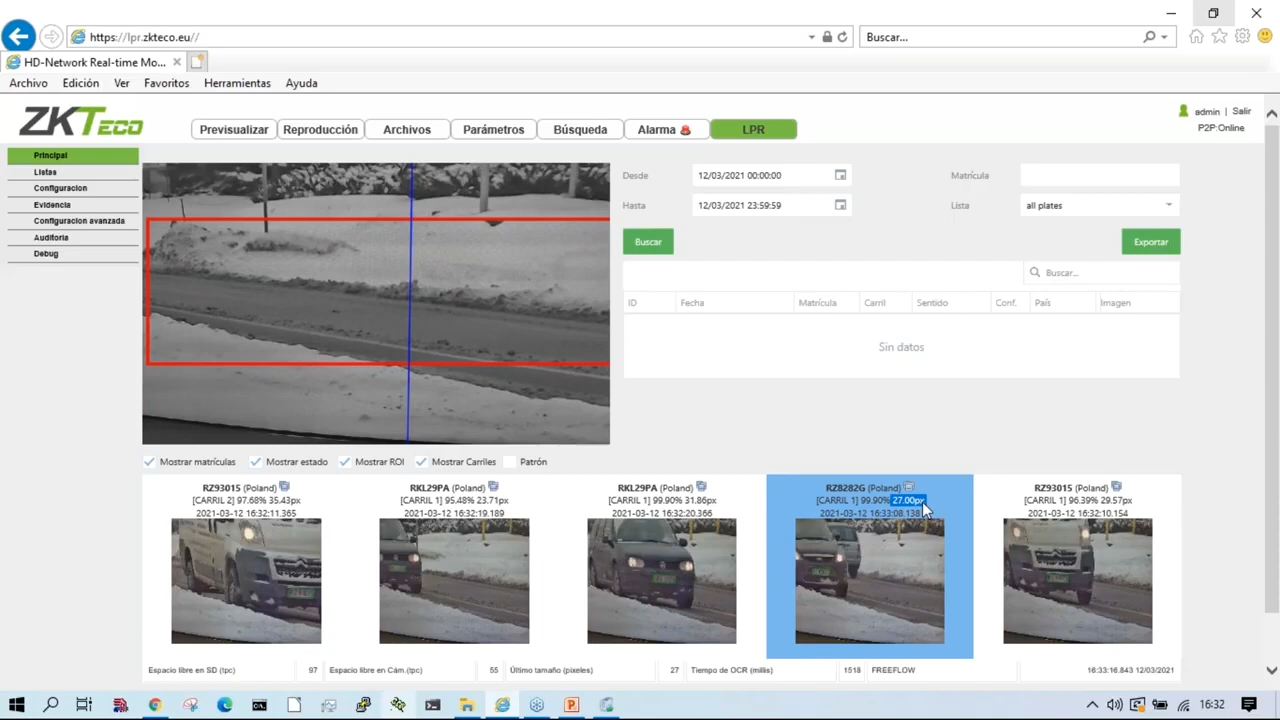 https://lpr.zkteco.eu//
Buscar...
HD-Network Real-time Mo...
Archivo Edición Ver Favoritos Herramientas Ayuda
ZKTECO
Previsualizar Reproducción Archivos Parámetros Búsqueda Alarma LPR
admin | Salir
P2P:Online
Principal
Listas
Configuracion
Evidencia
Configuracion avanzada
Auditoria
Debug
Desde 12/03/2021 00:00:00 Matrícula
Hasta 12/03/2021 23:59:59 Lista all plates
Buscar Exportar
Buscar...
ID Fecha Matrícula Carril Sentido Conf. País Imagen
Sin datos
Mostrar matrículas Mostrar estado Mostrar ROI Mostrar Carriles Patrón
RZ93015 (Poland) RKL29PA (Poland) RKL29PA (Poland) RZ8282G (Poland) RZ93015 (Poland)
[CARRIL 2] 97.68% 35.43px [CARRIL 1] 95.48% 23.71px [CARRIL 1] 99.90% 31.86px [CARRIL 1] 99.90% 27.00px [CARRIL 1] 96.39% 29.57px
2021-03-12 16:32:11.365 2021-03-12 16:32:19.189 2021-03-12 16:32:20.366 2021-03-12 16:33:08.138 2021-03-12 16:32:10.154
Espacio libre en SD (tpc) 97 Espacio libre en Cám.(tpc) 55 Último tamaño (píxeles) 27 Tiempo de OCR (millis) 1518 FREEFLOW 16:33:16.843 12/03/2021
16:32